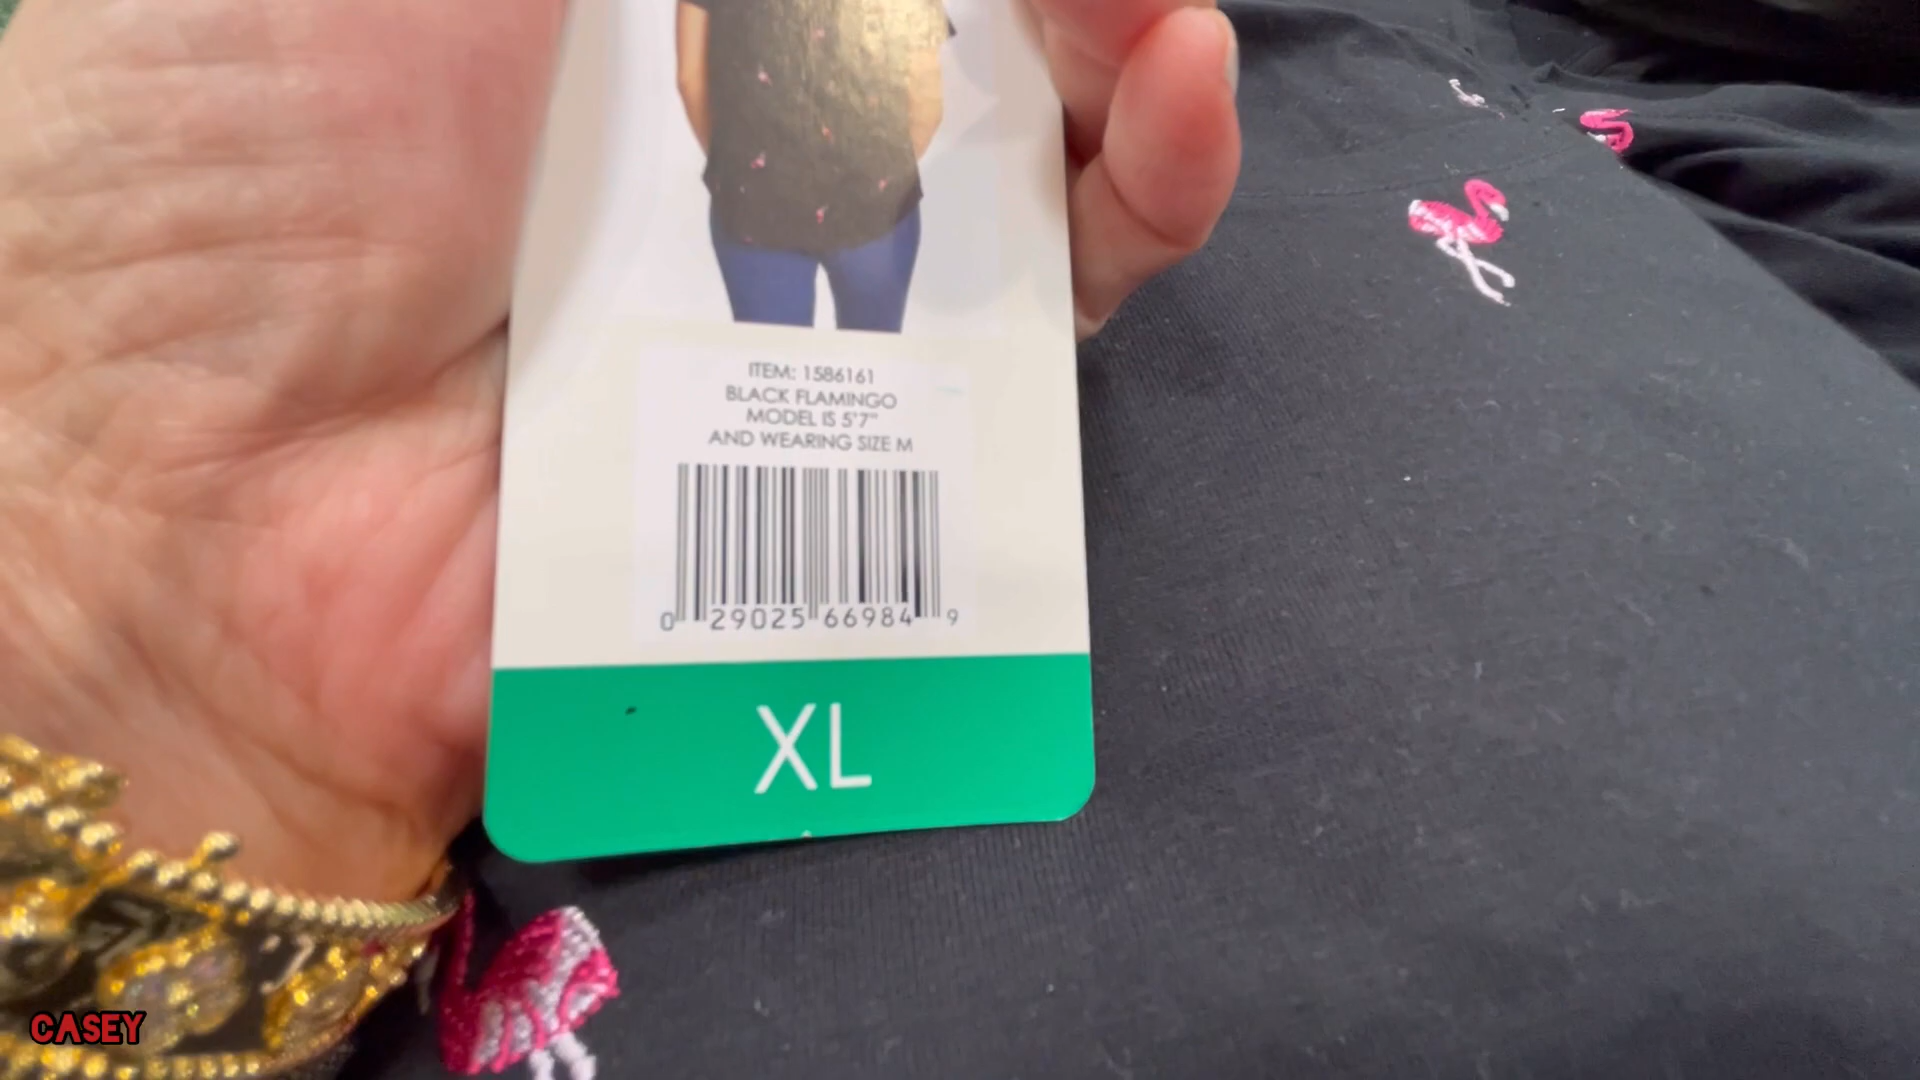 ITEM: 1586161
BLACK FLAMINGO
MODEL IS 5'7"
AND WEARING SIZE M
0 29025 66984 9
XL
CASEY